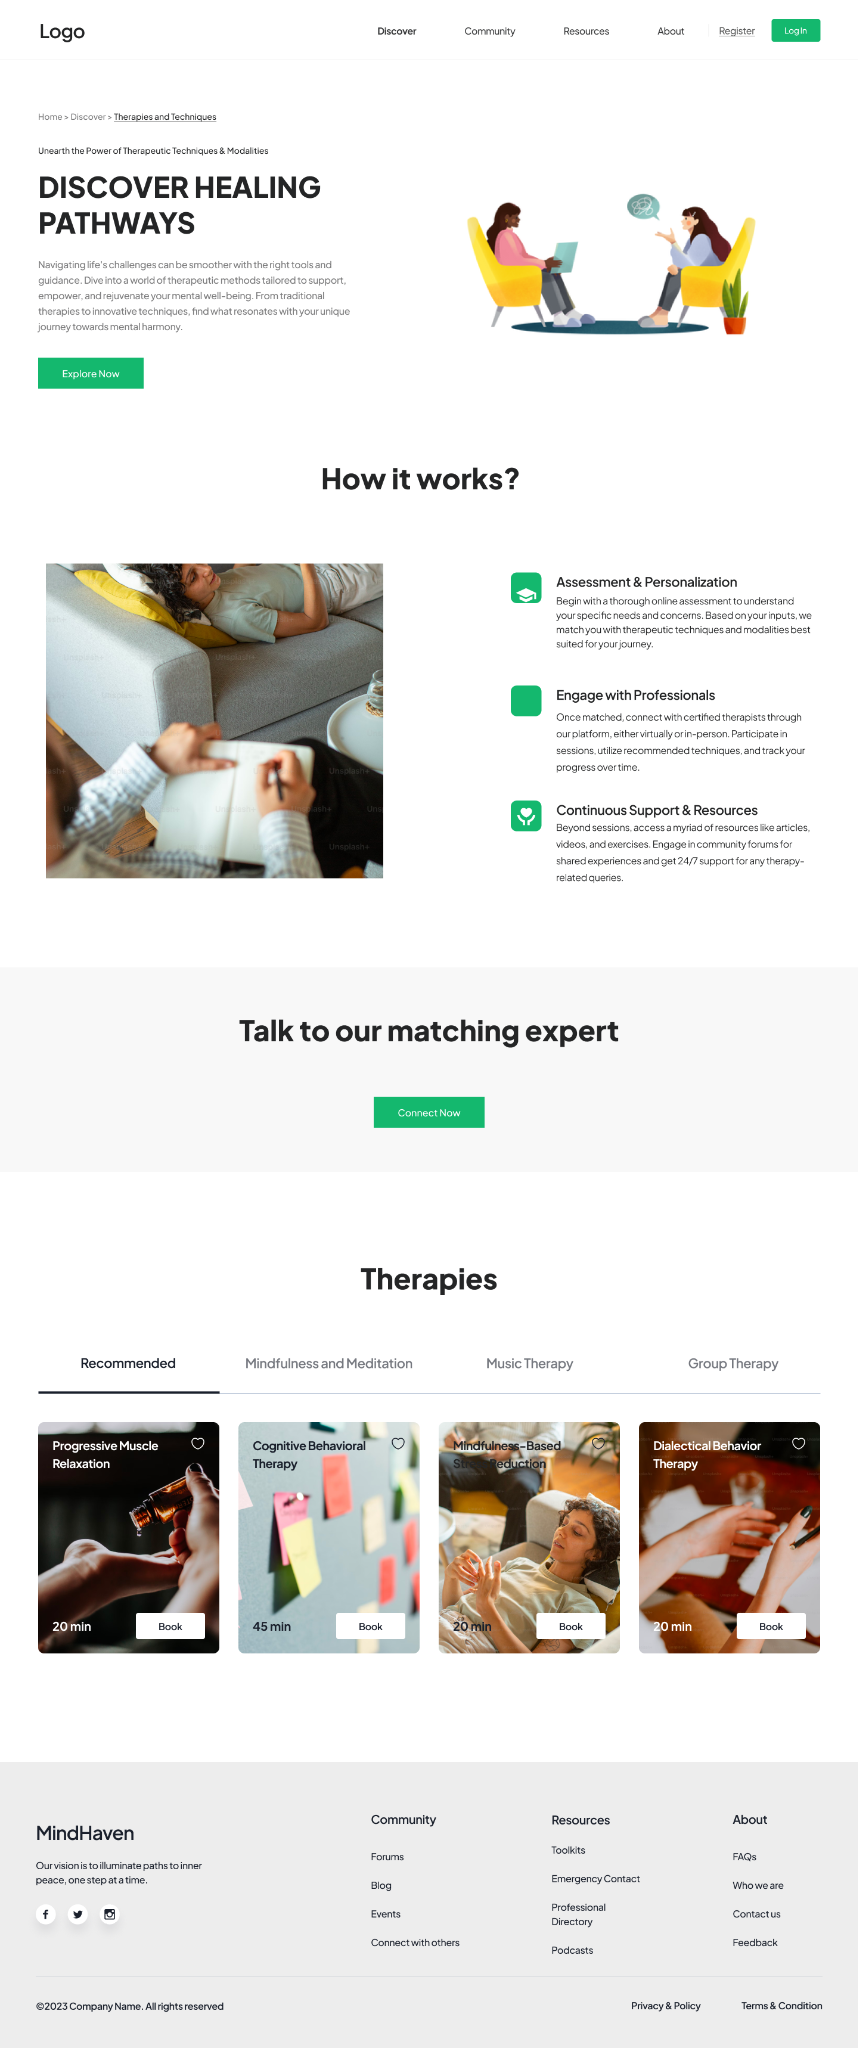 Logo
Discover
Community
Resources
About
Register
Log In
Home > Discover > Therapies and Techniques
Unearth the Power of Therapeutic Techniques & Modalities
DISCOVER HEALING
PATHWAYS
Navigating life's challenges can be smoother with the right tools and
guidance. Dive into a world of therapeutic methods tailored to support,
empower, and rejuvenate your mental well-being. From traditional
therapies to innovative techniques, find what resonates with your unique
journey towards mental harmony.
Explore Now
How it works?
Unsplash+
Unsplash+
Unsplash+
Unsplash+
Unsplash+
Assessment & Personalization
Begin with a thorough online assessment to understand
your specific needs and concerns. Based on your inputs, we
match you with therapeutic techniques and modalities best
suited for your journey.
Engage with Professionals
Once matched, connect with certified therapists through
our platform, either virtually or in-person. Participate in
sessions, utilize recommended techniques, and track your
progress over time.
Continuous Support & Resources
Beyond sessions, access a myriad of resources like articles,
videos, and exercises. Engage in community forums for
shared experiences and get 24/7 support for any therapy-
related queries.
Talk to our matching expert
Connect Now
Therapies
Recommended
Mindfulness and Meditation
Music Therapy
Group Therapy
Progressive Muscle
Relaxation
20 min
Book
Cognitive Behavioral
Therapy
45 min
Book
Mindfulness-Based
Stress Reduction
20 min
Book
Dialectical Behavior
Therapy
20 min
Book
MindHaven
Our vision is to illuminate paths to inner
peace, one step at a time.
Community
Forums
Blog
Events
Connect with others
Resources
Toolkits
Emergency Contact
Professional
Directory
Podcasts
About
FAQs
Who we are
Contact us
Feedback
©2023 Company Name. All rights reserved
Privacy & Policy
Terms & Condition